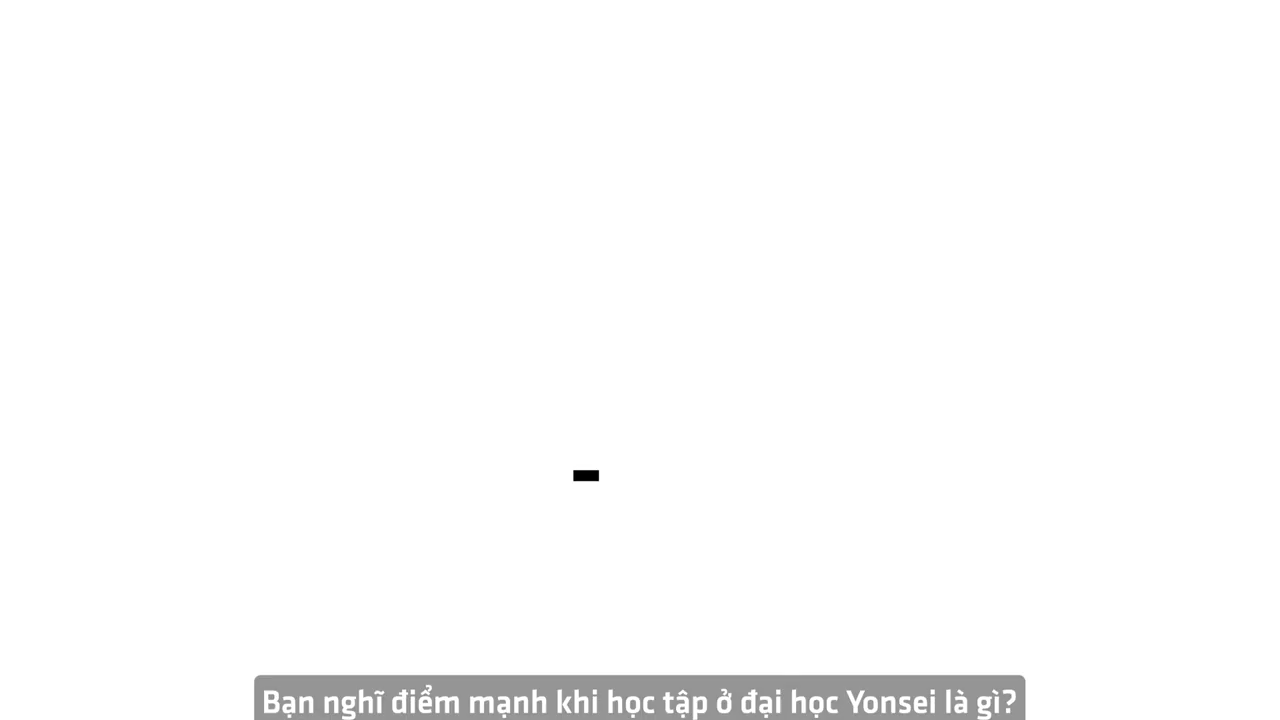 Bạn nghĩ điểm mạnh khi học tập ở đại học Yonsei là gì?